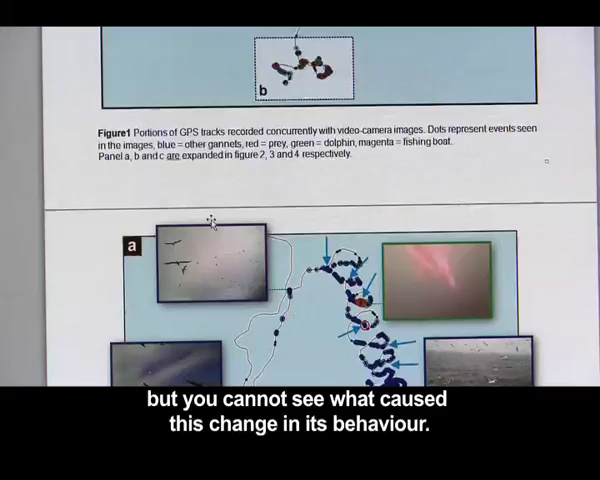 b
Figure1 Portions of GPS tracks recorded concurrently with video-camera images. Dots represent events seen
in the images, blue = other gannets, red = prey, green = dolphin, magenta = fishing boat.
Panel a, b and c are expanded in figure 2, 3 and 4 respectively.
a
but you cannot see what caused
this change in its behaviour.